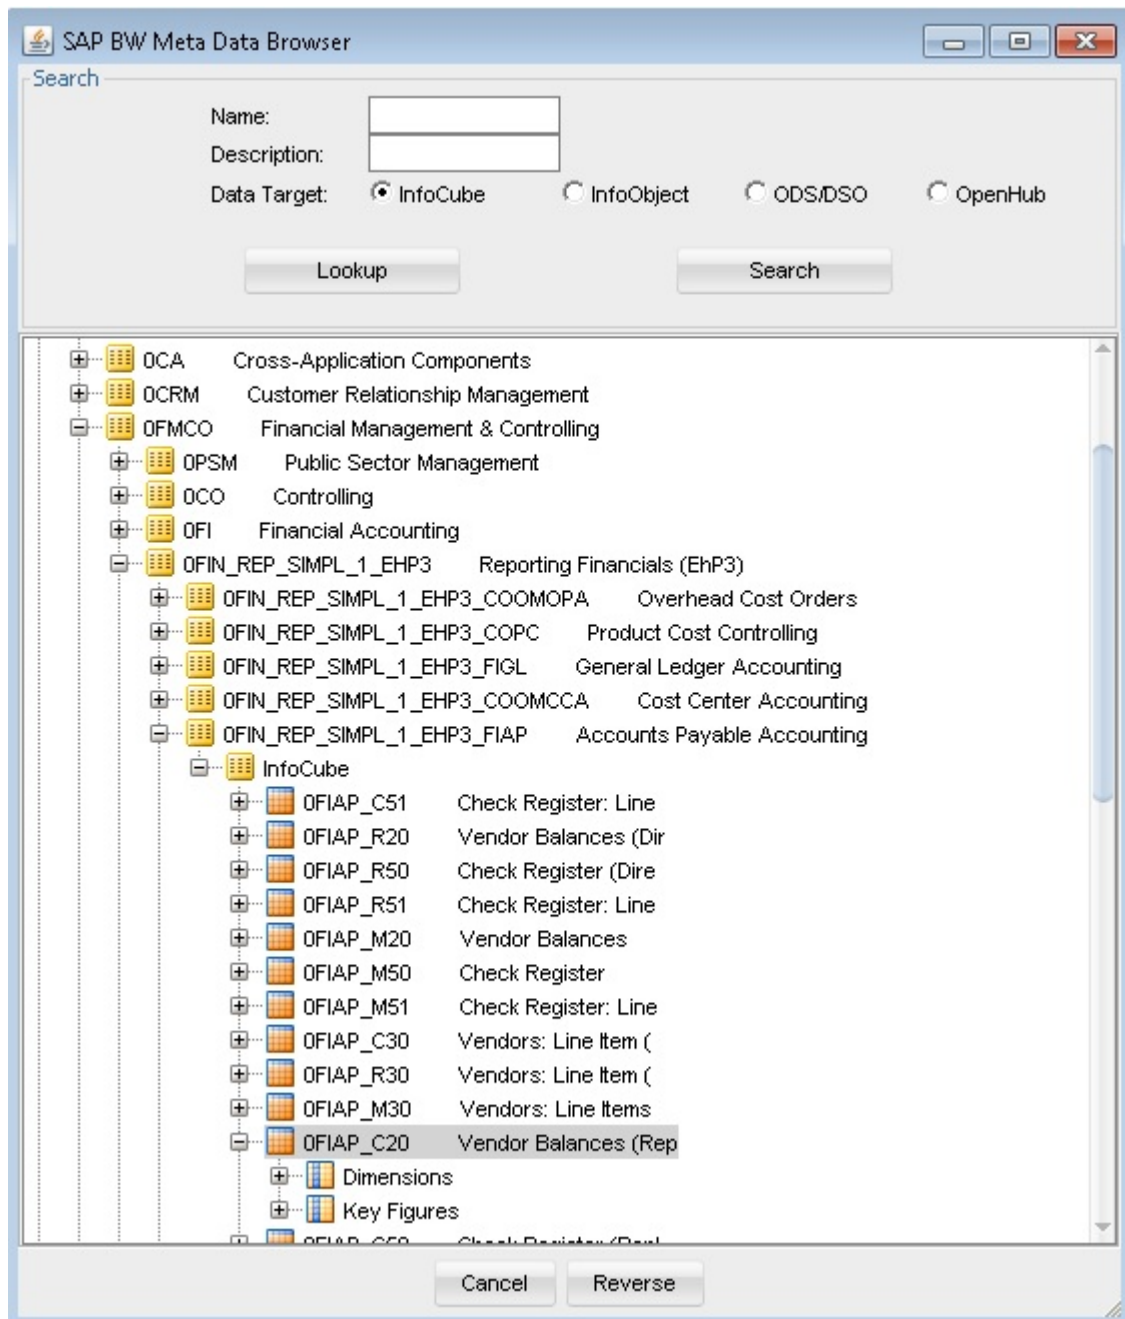 SAP BW Meta Data Browser
Search
Name:
Description:
Data Target: InfoCube InfoObject ODS/DSO OpenHub
Lookup Search
0CA Cross-Application Components
0CRM Customer Relationship Management
0FMCO Financial Management & Controlling
0PSM Public Sector Management
0CO Controlling
0FI Financial Accounting
0FIN_REP_SIMPL_1_EHP3 Reporting Financials (EhP3)
0FIN_REP_SIMPL_1_EHP3_COOMOPA Overhead Cost Orders
0FIN_REP_SIMPL_1_EHP3_COPC Product Cost Controlling
0FIN_REP_SIMPL_1_EHP3_FIGL General Ledger Accounting
0FIN_REP_SIMPL_1_EHP3_COOMCCA Cost Center Accounting
0FIN_REP_SIMPL_1_EHP3_FIAP Accounts Payable Accounting
InfoCube
0FIAP_C51 Check Register: Line
0FIAP_R20 Vendor Balances (Dir
0FIAP_R50 Check Register (Dire
0FIAP_R51 Check Register: Line
0FIAP_M20 Vendor Balances
0FIAP_M50 Check Register
0FIAP_M51 Check Register: Line
0FIAP_C30 Vendors: Line Item (
0FIAP_R30 Vendors: Line Item (
0FIAP_M30 Vendors: Line Items
0FIAP_C20 Vendor Balances (Rep
Dimensions
Key Figures
Cancel Reverse